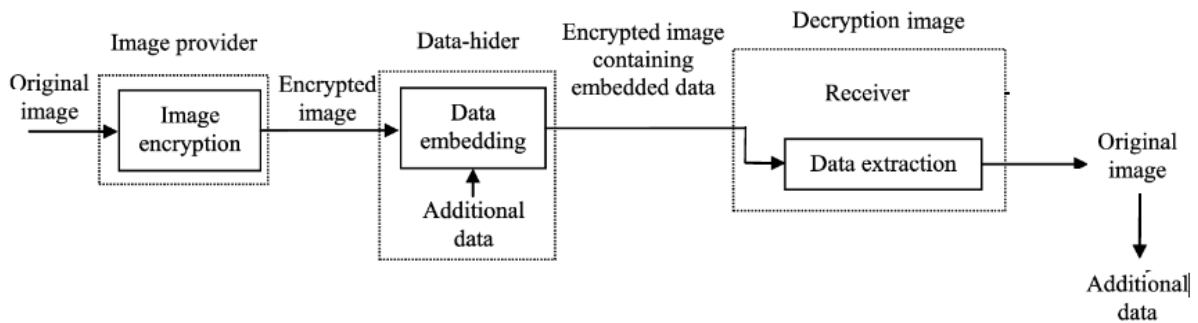 Image provider
Original
image
Image
encryption
Encrypted
image
Data-hider
Data
embedding
Additional
data
Encrypted image
containing
embedded data
Decryption image
Receiver
Data extraction
Original
image
Additional
data